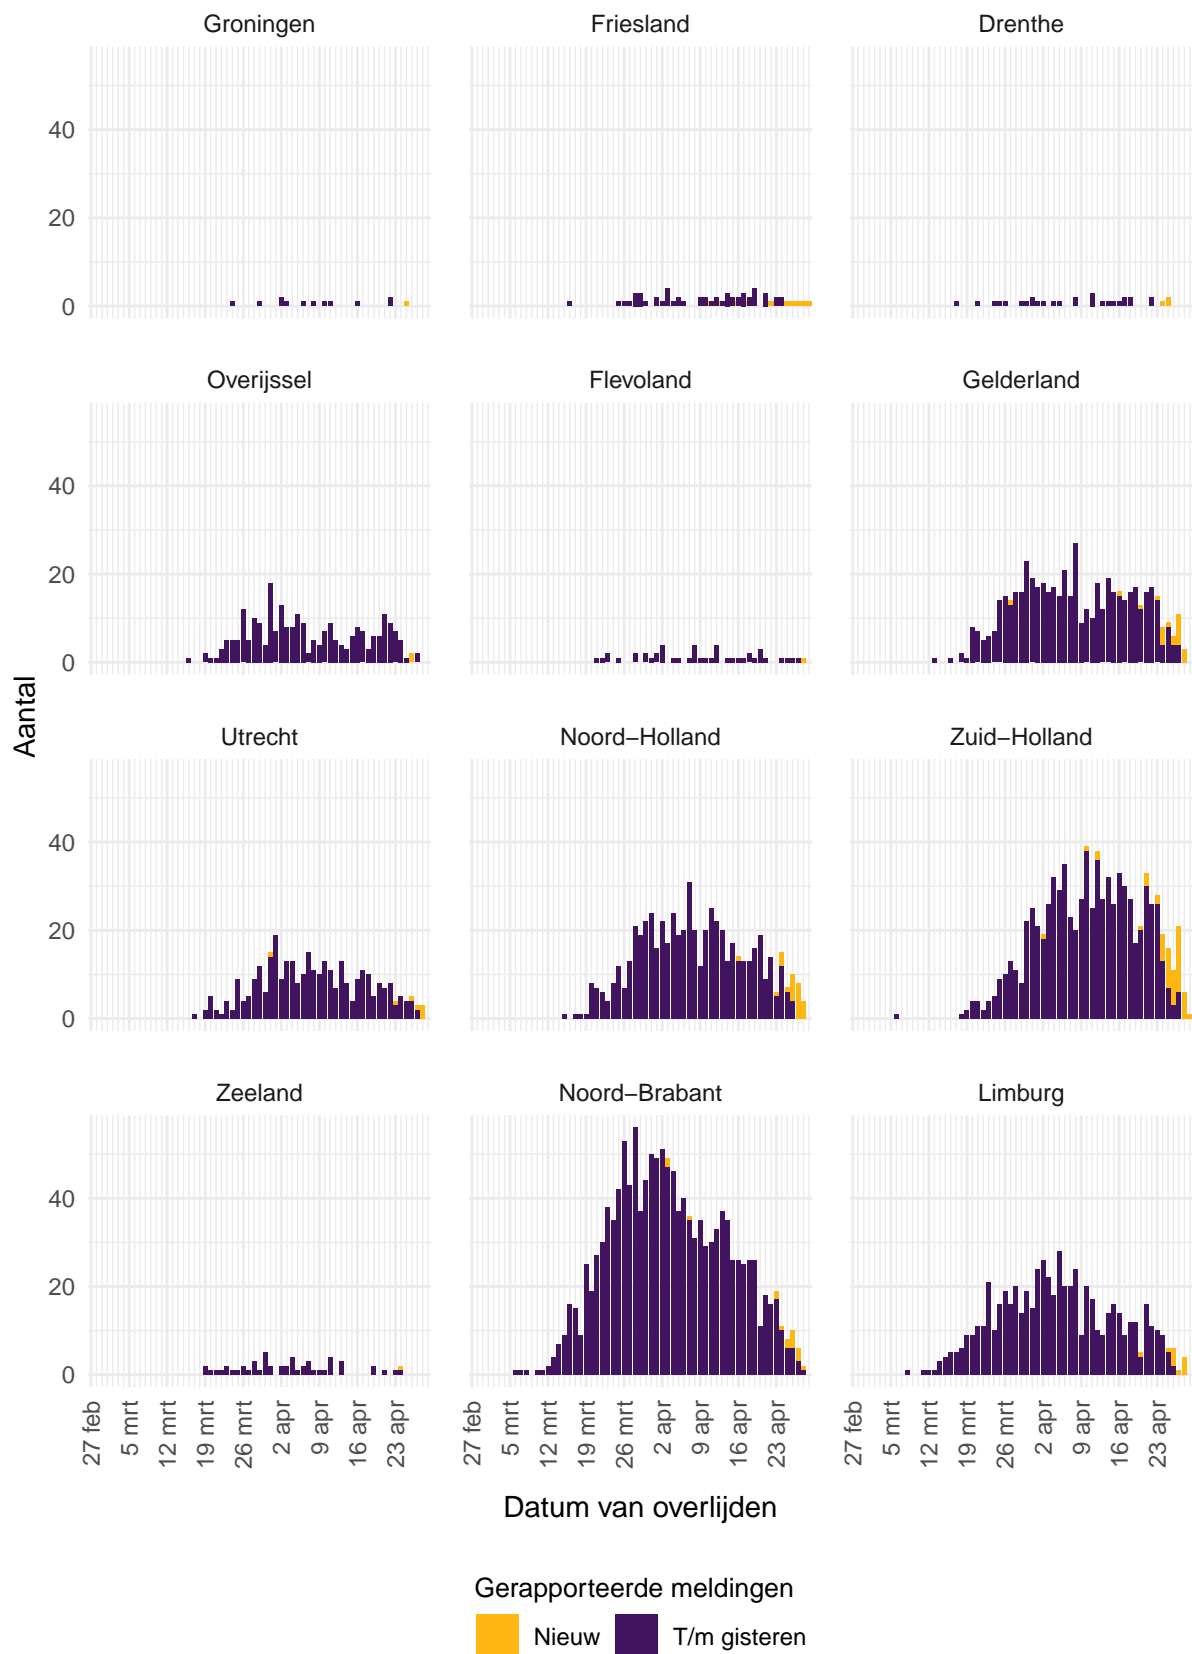 Groningen
Friesland
Drenthe
40
20
0
Overijssel
Flevoland
Gelderland
40
20
0
Aantal
Utrecht
Noord−Holland
Zuid−Holland
40
20
0
Zeeland
Noord−Brabant
Limburg
40
20
0
27 feb
5 mrt
12 mrt
19 mrt
26 mrt
2 apr
9 apr
16 apr
23 apr
27 feb
5 mrt
12 mrt
19 mrt
26 mrt
2 apr
9 apr
16 apr
23 apr
27 feb
5 mrt
12 mrt
19 mrt
26 mrt
2 apr
9 apr
16 apr
23 apr
Datum van overlijden
Gerapporteerde meldingen
Nieuw
T/m gisteren